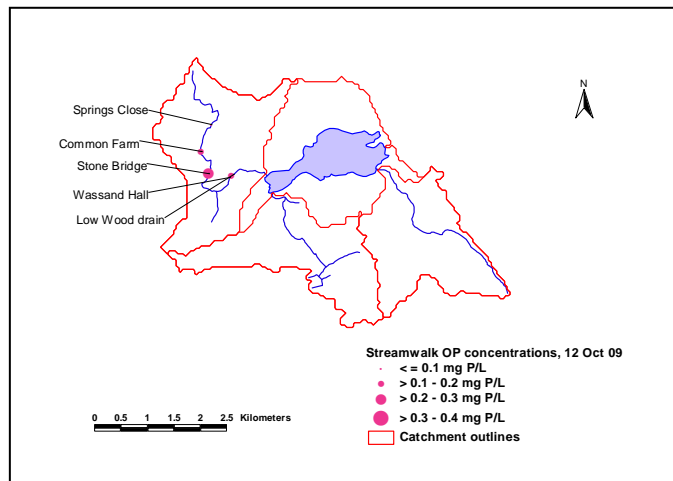 N
Springs Close
Common Farm
Stone Bridge
Wassand Hall
Low Wood drain
Streamwalk OP concentrations, 12 Oct 09
< = 0.1 mg P/L
> 0.1 - 0.2 mg P/L
> 0.2 - 0.3 mg P/L
> 0.3 - 0.4 mg P/L
Catchment outlines
0 0.5 1 1.5 2 2.5 Kilometers